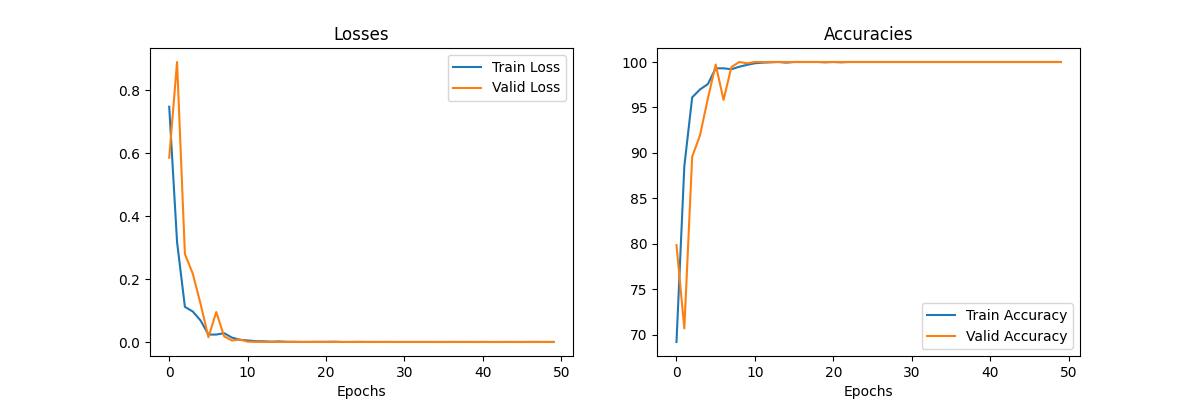 Losses
Train Loss
Valid Loss
0.8
0.6
0.4
0.2
0.0
0 10 20 30 40 50
Epochs
Accuracies
100
95
90
85
80
75
70
Train Accuracy
Valid Accuracy
0 10 20 30 40 50
Epochs